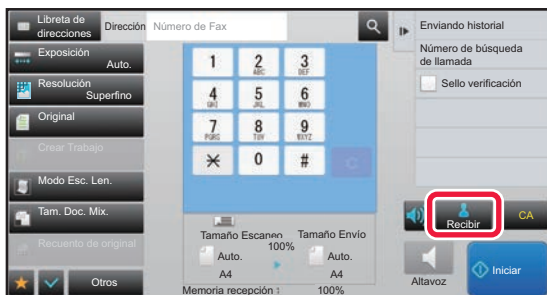 Libreta de
direcciones
Dirección
Número de Fax
Enviando historial
Exposición
Auto.
Número de búsqueda
de llamada
Resolución
Superfino
Sello verificación
Original
Crear Trabajo
Modo Esc. Len.
Tam. Doc. Mix.
Recuento de original
Otros
1
2
ABC
3
DEF
4
GHI
5
JKL
6
MNO
7
PQRS
8
TUV
9
WXYZ
0
#
C
Tamaño Escaneo
Tamaño Envio
100%
Auto.
Auto.
A4
A4
Memoria recepción :
100%
Recibir
CA
Altavoz
Iniciar